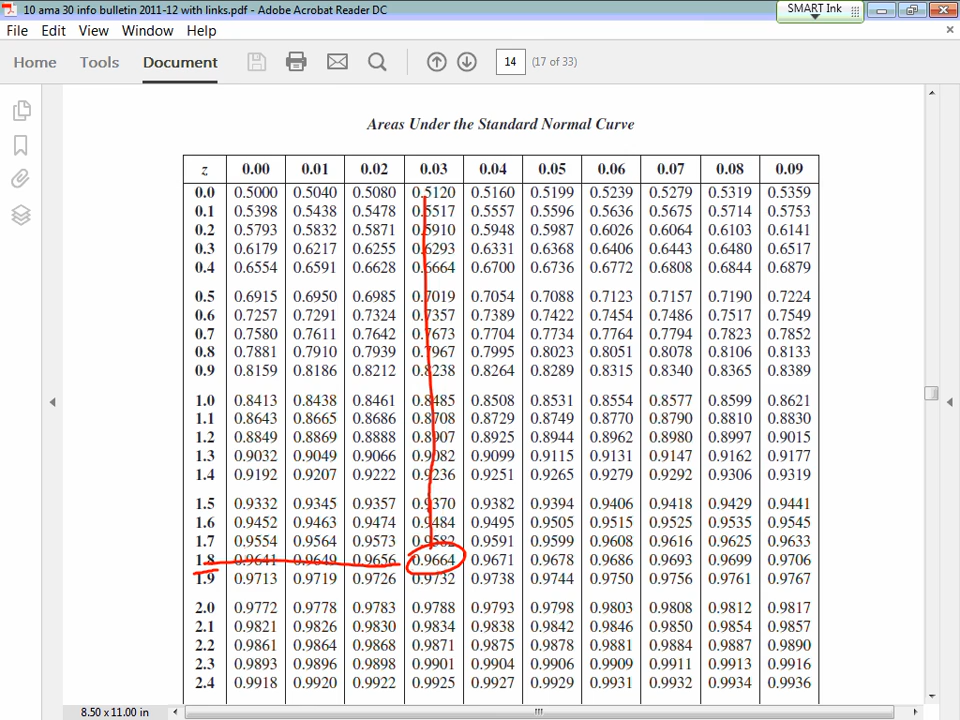 10 ama 30 info bulletin 2011-12 with links.pdf - Adobe Acrobat Reader DC
SMART Ink
File Edit View Window Help
Home Tools Document 14 (17 of 33)
Areas Under the Standard Normal Curve
z 0.00 0.01 0.02 0.03 0.04 0.05 0.06 0.07 0.08 0.09
0.0 0.5000 0.5040 0.5080 0.5120 0.5160 0.5199 0.5239 0.5279 0.5319 0.5359
0.1 0.5398 0.5438 0.5478 0.5517 0.5557 0.5596 0.5636 0.5675 0.5714 0.5753
0.2 0.5793 0.5832 0.5871 0.5910 0.5948 0.5987 0.6026 0.6064 0.6103 0.6141
0.3 0.6179 0.6217 0.6255 0.6293 0.6331 0.6368 0.6406 0.6443 0.6480 0.6517
0.4 0.6554 0.6591 0.6628 0.6664 0.6700 0.6736 0.6772 0.6808 0.6844 0.6879
0.5 0.6915 0.6950 0.6985 0.7019 0.7054 0.7088 0.7123 0.7157 0.7190 0.7224
0.6 0.7257 0.7291 0.7324 0.7357 0.7389 0.7422 0.7454 0.7486 0.7517 0.7549
0.7 0.7580 0.7611 0.7642 0.7673 0.7704 0.7734 0.7764 0.7794 0.7823 0.7852
0.8 0.7881 0.7910 0.7939 0.7967 0.7995 0.8023 0.8051 0.8078 0.8106 0.8133
0.9 0.8159 0.8186 0.8212 0.8238 0.8264 0.8289 0.8315 0.8340 0.8365 0.8389
1.0 0.8413 0.8438 0.8461 0.8485 0.8508 0.8531 0.8554 0.8577 0.8599 0.8621
1.1 0.8643 0.8665 0.8686 0.8708 0.8729 0.8749 0.8770 0.8790 0.8810 0.8830
1.2 0.8849 0.8869 0.8888 0.8907 0.8925 0.8944 0.8962 0.8980 0.8997 0.9015
1.3 0.9032 0.9049 0.9066 0.9082 0.9099 0.9115 0.9131 0.9147 0.9162 0.9177
1.4 0.9192 0.9207 0.9222 0.9236 0.9251 0.9265 0.9279 0.9292 0.9306 0.9319
1.5 0.9332 0.9345 0.9357 0.9370 0.9382 0.9394 0.9406 0.9418 0.9429 0.9441
1.6 0.9452 0.9463 0.9474 0.9484 0.9495 0.9505 0.9515 0.9525 0.9535 0.9545
1.7 0.9554 0.9564 0.9573 0.9582 0.9591 0.9599 0.9608 0.9616 0.9625 0.9633
1.8 0.9641 0.9649 0.9656 0.9664 0.9671 0.9678 0.9686 0.9693 0.9699 0.9706
1.9 0.9713 0.9719 0.9726 0.9732 0.9738 0.9744 0.9750 0.9756 0.9761 0.9767
2.0 0.9772 0.9778 0.9783 0.9788 0.9793 0.9798 0.9803 0.9808 0.9812 0.9817
2.1 0.9821 0.9826 0.9830 0.9834 0.9838 0.9842 0.9846 0.9850 0.9854 0.9857
2.2 0.9861 0.9864 0.9868 0.9871 0.9875 0.9878 0.9881 0.9884 0.9887 0.9890
2.3 0.9893 0.9896 0.9898 0.9901 0.9904 0.9906 0.9909 0.9911 0.9913 0.9916
2.4 0.9918 0.9920 0.9922 0.9925 0.9927 0.9929 0.9931 0.9932 0.9934 0.9936
8.50 x 11.00 in